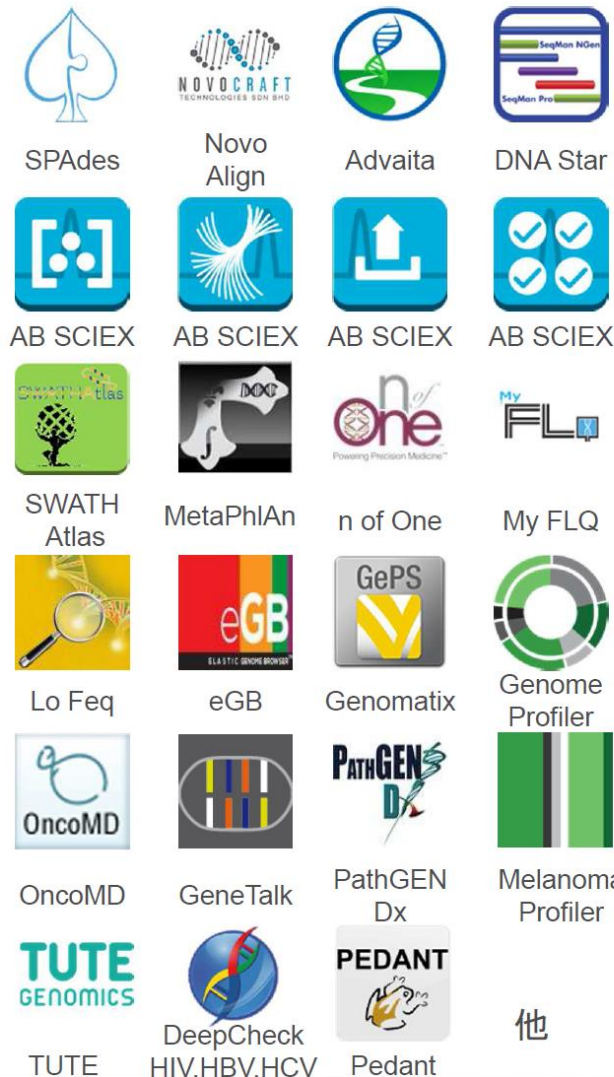 NOVOCRAFT
TECHNOLOGIES SDN BHD
SeqMan NGen
SeqMan Pro
SPAdes
Novo
Align
Advaita
DNA Star
AB SCIEX
AB SCIEX
AB SCIEX
AB SCIEX
SWATHAtlas
n of
One
Powering Precision Medicine™
My
FLQ
SWATH
Atlas
MetaPhlAn
n of One
My FLQ
eGB
ELASTIC GENOME BROWSER
GePS
Lo Feq
eGB
Genomatix
Genome
Profiler
OncoMD
PATHGEN
Dx
OncoMD
GeneTalk
PathGEN
Dx
Melanoma
Profiler
TUTE
GENOMICS
PEDANT
TUTE
DeepCheck
HIV,HBV,HCV
Pedant
他